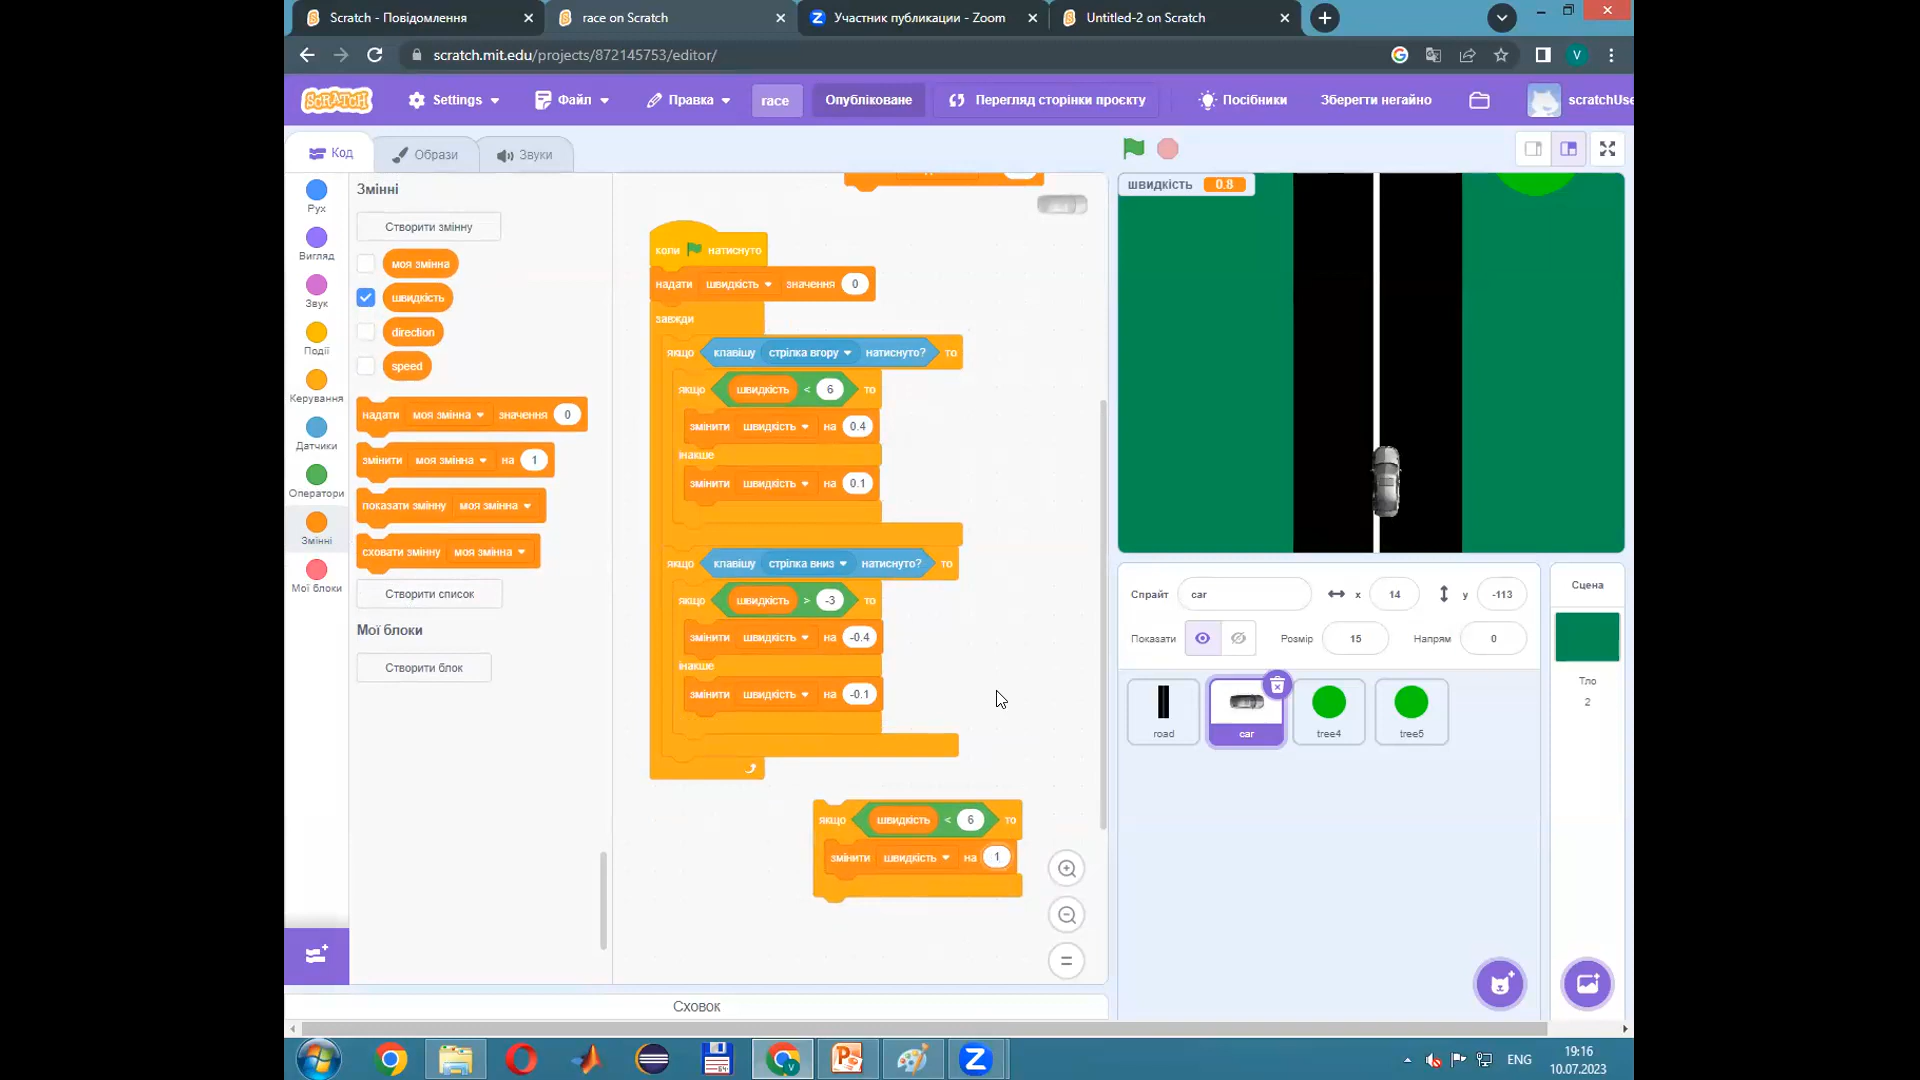 Scratch - Повідомлення
race on Scratch
Участник публикации - Zoom
Untitled-2 on Scratch
scratch.mit.edu/projects/872145753/editor/
V
SCRATCH
Settings
Файл
Правка
race
Опубліковане
Перегляд сторінки проєкту
Посібники
Зберегти негайно
scratchUse
Код
Образи
Звуки
Рух
Вигляд
Звук
Події
Керування
Датчики
Оператори
Змінні
Мої блоки
Змінні
Створити змінну
моя змінна
швидкість
direction
speed
надати моя змінна значення 0
змінити моя змінна на 1
показати змінну моя змінна
сховати змінну моя змінна
Створити список
Мої блоки
Створити блок
коли натиснуто
надати швидкість значення 0
завжди
якщо клавішу стрілка вгору натиснуто? то
якщо швидкість < 6 то
змінити швидкість на 0.4
інакше
змінити швидкість на 0.1
якщо клавішу стрілка вниз натиснуто? то
якщо швидкість > -3 то
змінити швидкість на -0.4
інакше
змінити швидкість на -0.1
якщо швидкість < 6 то
змінити швидкість на 1
Сховок
швидкість 0.8
Спрайт car x 14 y -113
Показати Розмір 15 Напрям 0
road
car
tree4
tree5
Сцена
Тло
2
ENG
19:16
10.07.2023